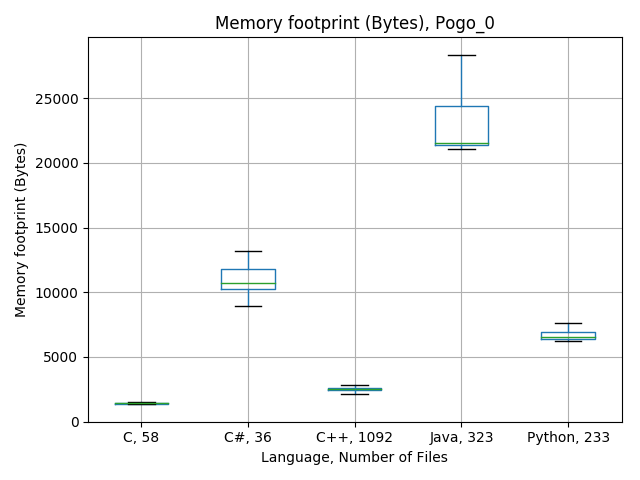 Memory footprint (Bytes), Pogo_0
Memory footprint (Bytes)
25000
20000
15000
10000
5000
0
C, 58
C#, 36
C++, 1092
Java, 323
Python, 233
Language, Number of Files